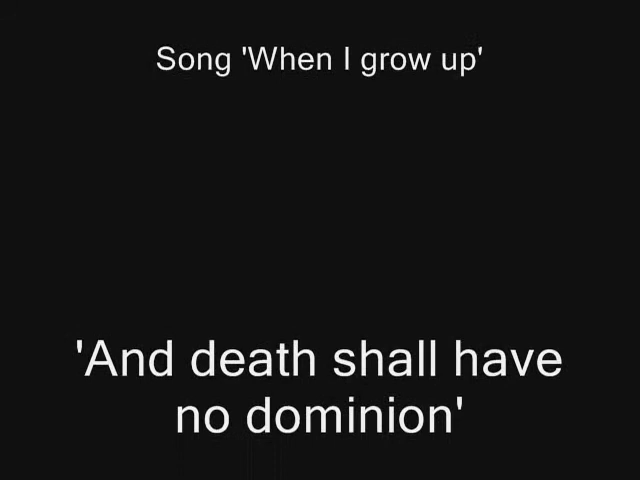 Song 'When I grow up'
'And death shall have
no dominion'